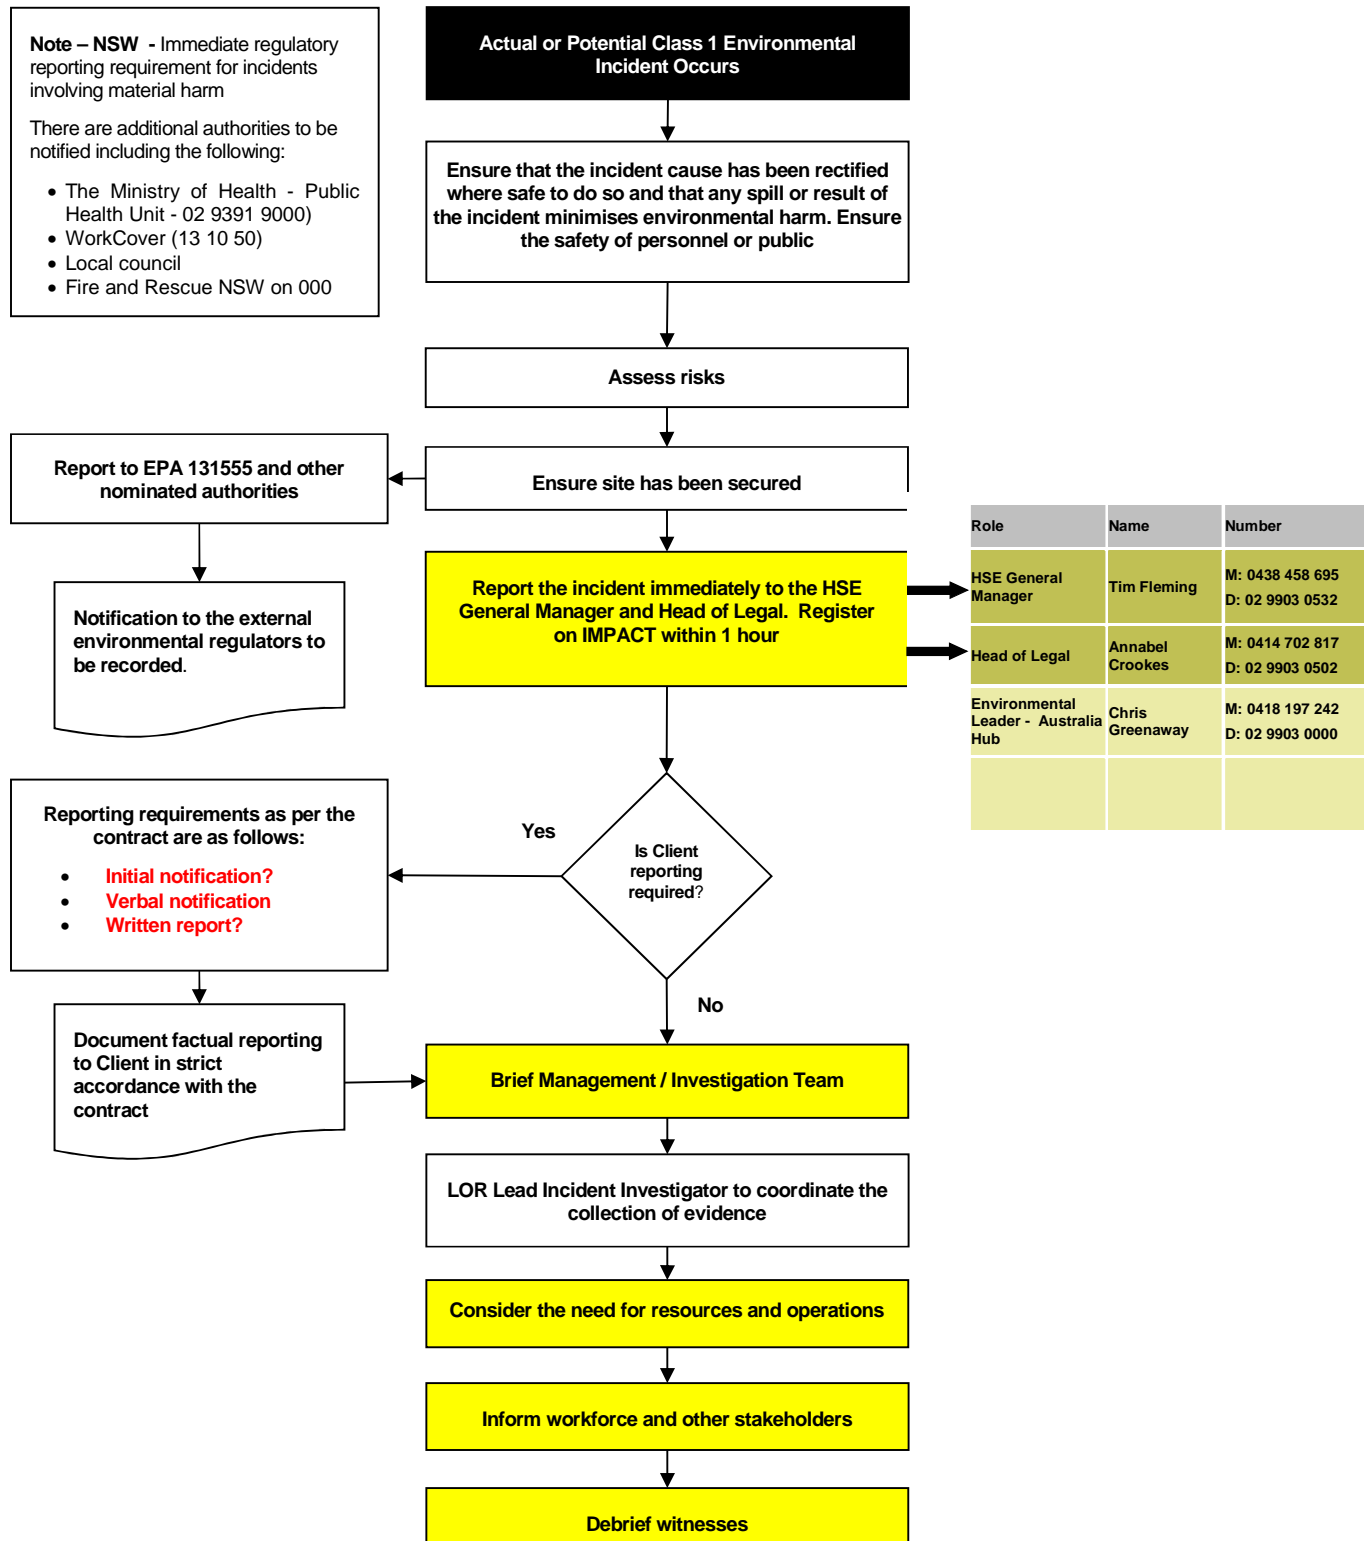 Note – NSW - Immediate regulatory
reporting requirement for incidents
involving material harm
There are additional authorities to be
notified including the following:
• The Ministry of Health - Public
Health Unit - 02 9391 9000)
• WorkCover (13 10 50)
• Local council
• Fire and Rescue NSW on 000
Actual or Potential Class 1 Environmental
Incident Occurs
Ensure that the incident cause has been rectified
where safe to do so and that any spill or result of
the incident minimises environmental harm. Ensure
the safety of personnel or public
Assess risks
Ensure site has been secured
Report to EPA 131555 and other
nominated authorities
Notification to the external
environmental regulators to
be recorded.
Report the incident immediately to the HSE
General Manager and Head of Legal. Register
on IMPACT within 1 hour
Role Name Number
HSE General
Manager
Tim Fleming
M: 0438 458 695
D: 02 9903 0532
Head of Legal
Annabel
Crookes
M: 0414 702 817
D: 02 9903 0502
Environmental
Leader - Australia
Hub
Chris
Greenaway
M: 0418 197 242
D: 02 9903 0000
Is Client
reporting
required?
Yes
No
Reporting requirements as per the
contract are as follows:
• Initial notification?
• Verbal notification
• Written report?
Document factual reporting
to Client in strict
accordance with the
contract
Brief Management / Investigation Team
LOR Lead Incident Investigator to coordinate the
collection of evidence
Consider the need for resources and operations
Inform workforce and other stakeholders
Debrief witnesses